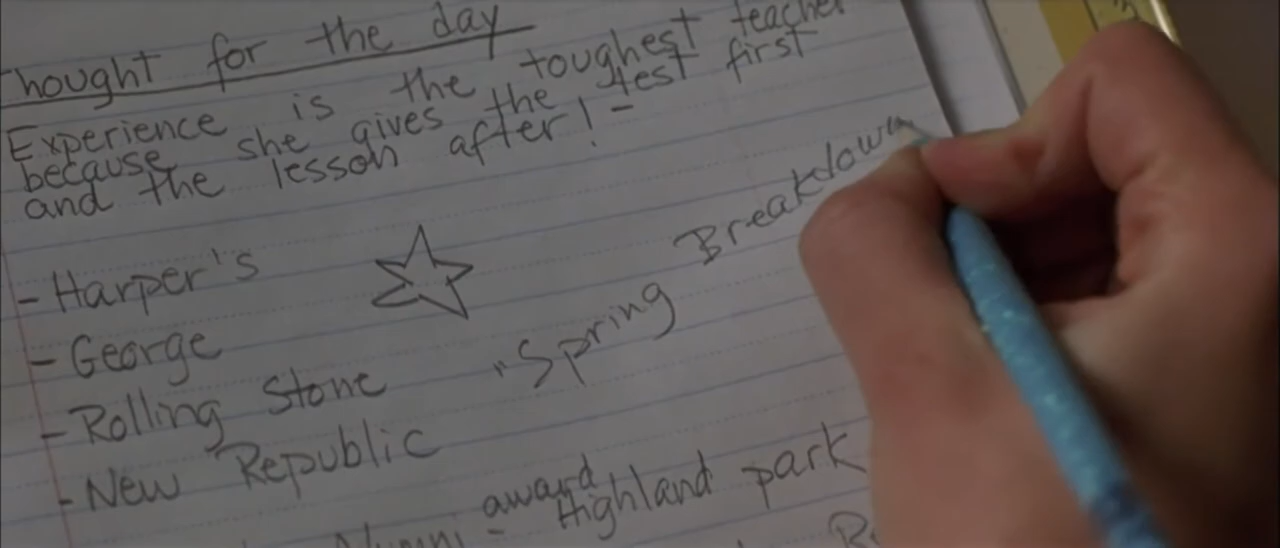 Thought for the day
Experience is the toughest teacher
because she gives the test first
and the lesson after! -
- Harper's
- George
- Rolling Stone
- New Republic
"Spring Breakdown
award
Alumni - Highland park